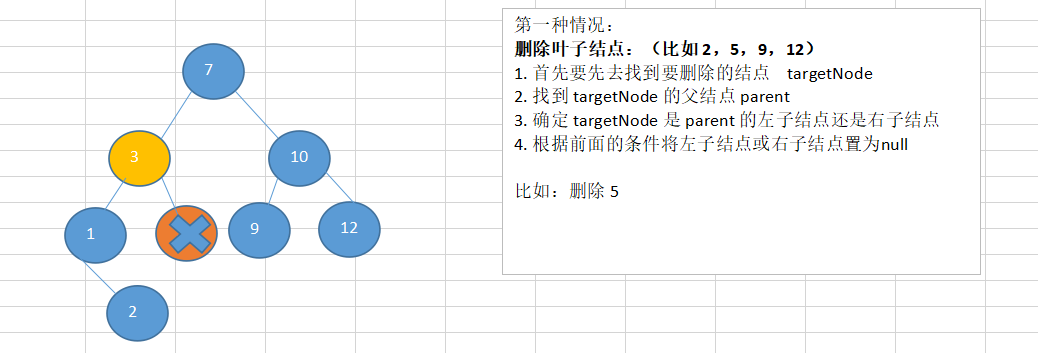 7
3
10
1
9
12
2
第一种情况：
删除叶子结点：（比如 2，5，9，12）
1. 首先要先去找到要删除的结点 targetNode
2. 找到 targetNode 的父结点 parent
3. 确定 targetNode 是 parent 的左子结点还是右子结点
4. 根据前面的条件将左子结点或右子结点置为null
比如：删除 5